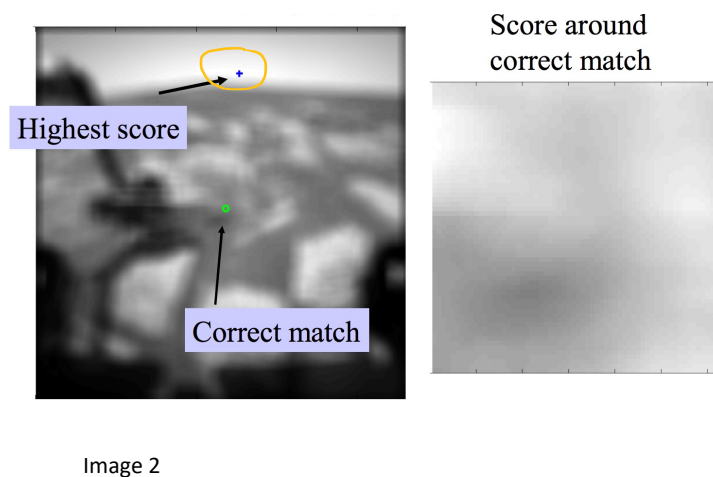 Score around
correct match
Highest score
Correct match
Image 2